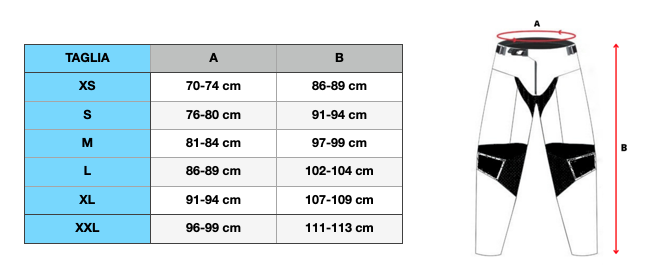 TAGLIA A B
XS 70-74 cm 86-89 cm
S 76-80 cm 91-94 cm
M 81-84 cm 97-99 cm
L 86-89 cm 102-104 cm
XL 91-94 cm 107-109 cm
XXL 96-99 cm 111-113 cm
A
B